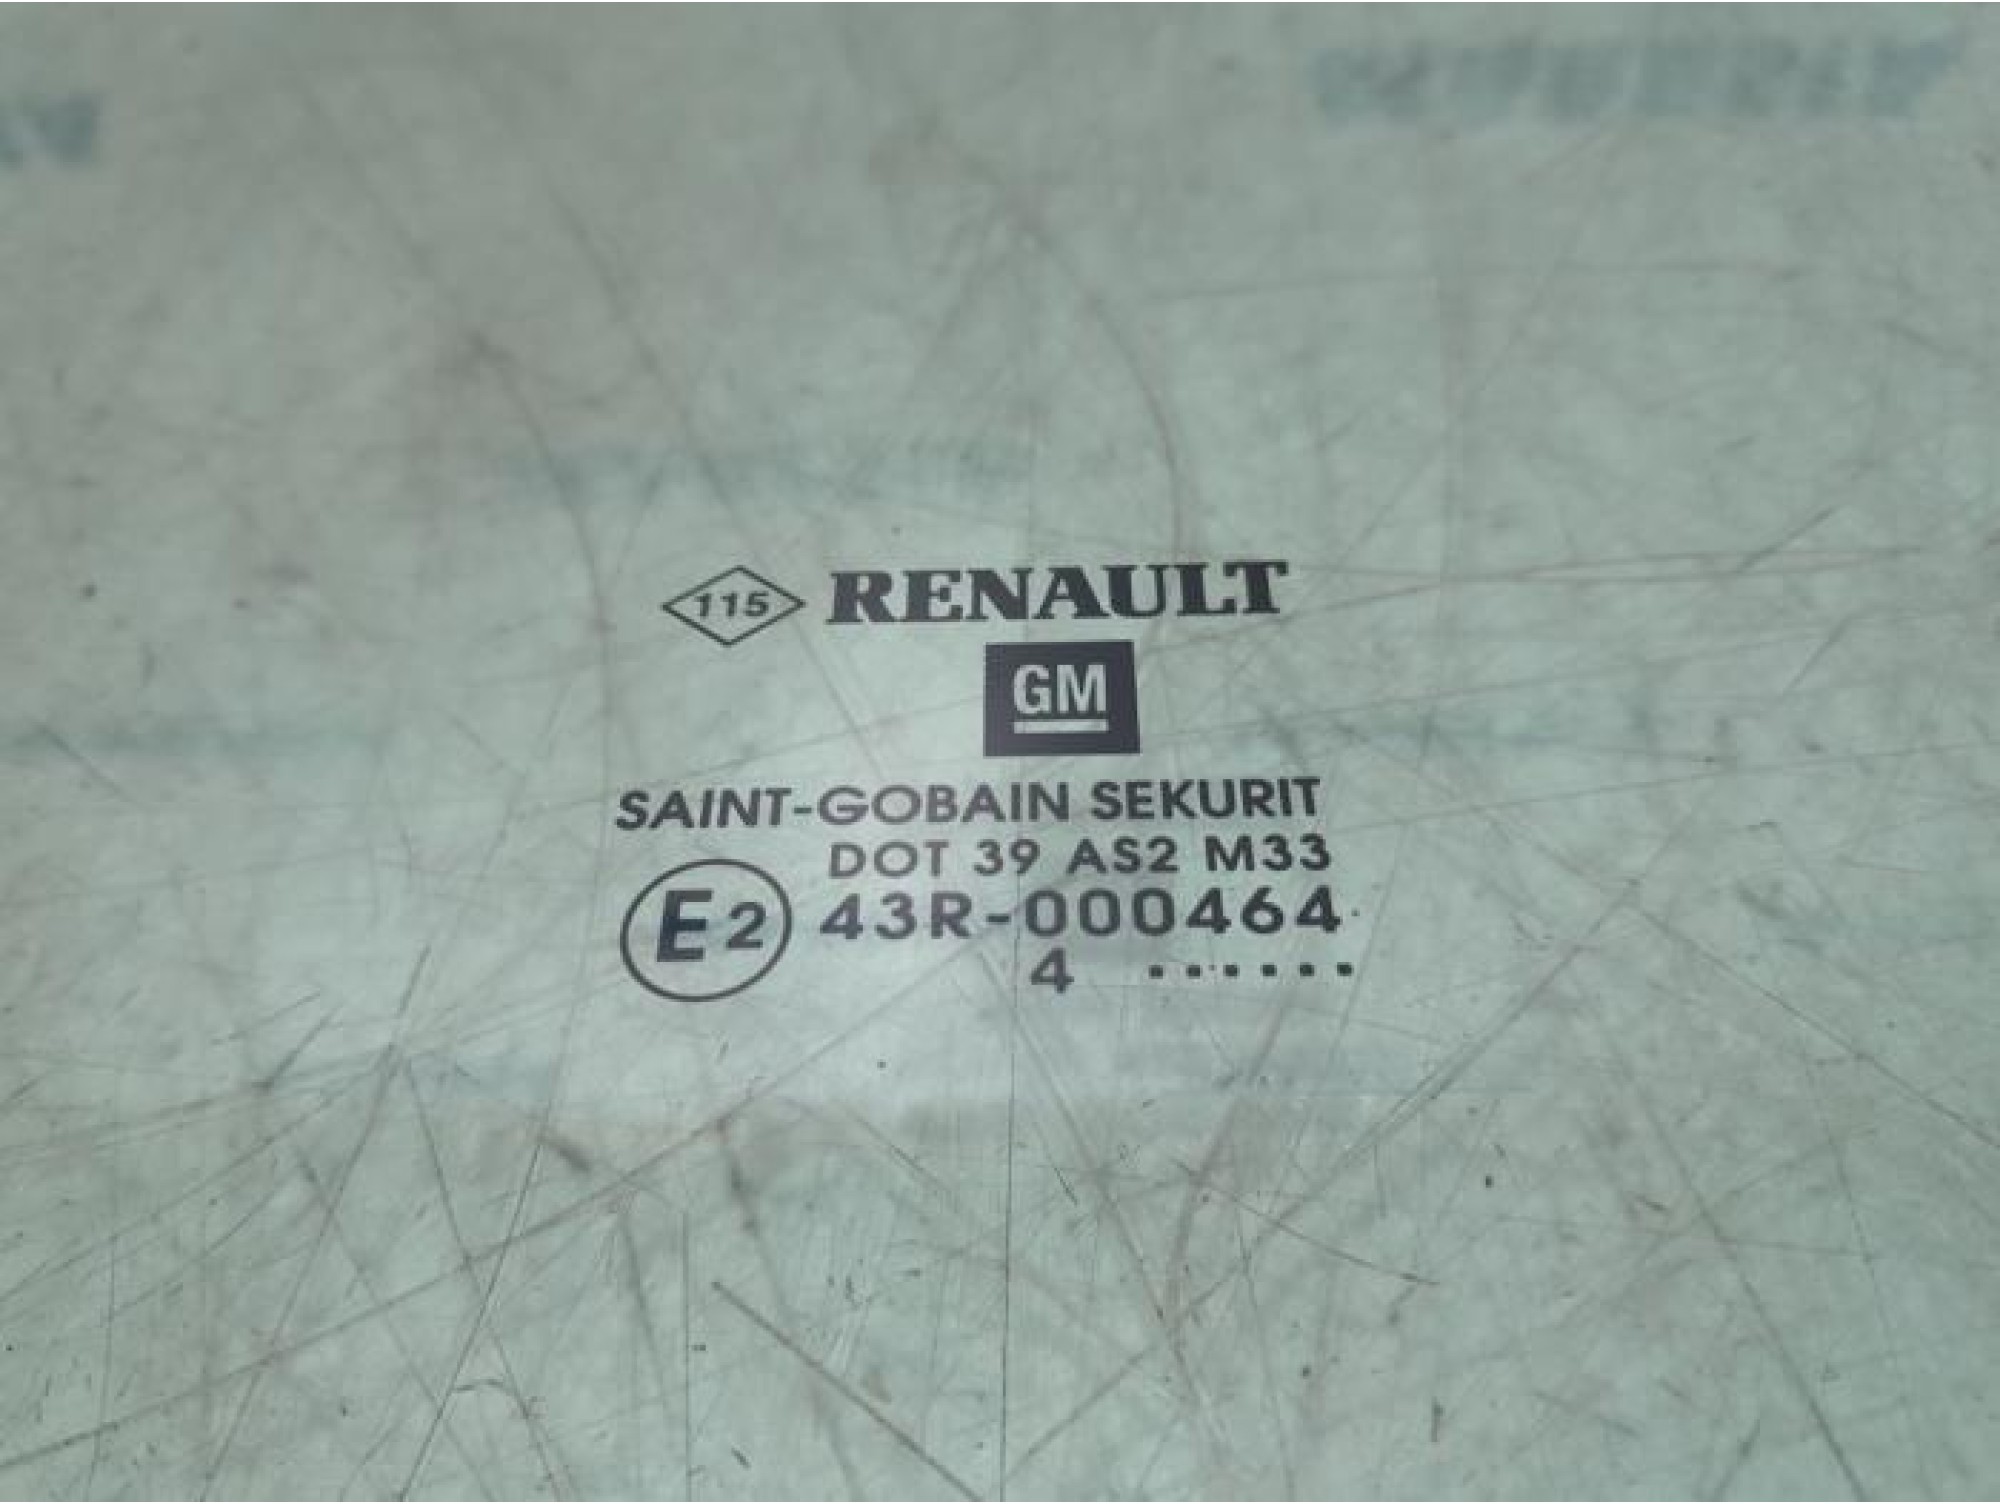 115 RENAULT
GM
SAINT-GOBAIN SEKURIT
DOT 39 AS2 M33
E2 43R-000464
4 ......